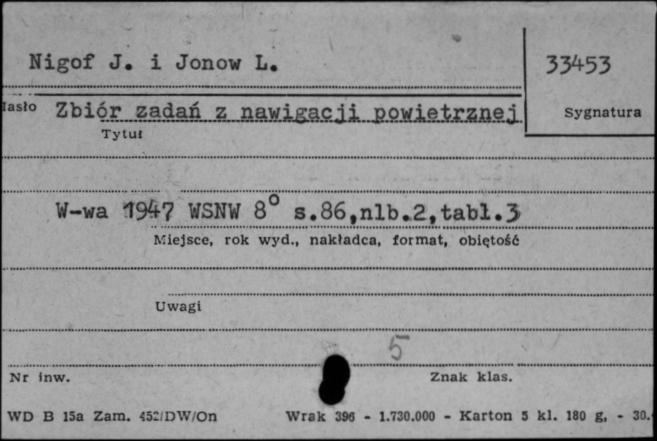 Nigof J. i Jonow L.
33453
Hasło Zbiór zadań z nawigacji powietrznej
Sygnatura
Tytuł
W-wa 1947 WSNW 8° s.86,nlb.2,tabl.3
Miejsce, rok wyd., nakładca, format, objętość
Uwagi
5
Nr inw.
Znak klas.
WD B 15a Zam. 452/DW/On Wrak 396 - 1.730.000 - Karton 5 kl. 180 g, - 30.